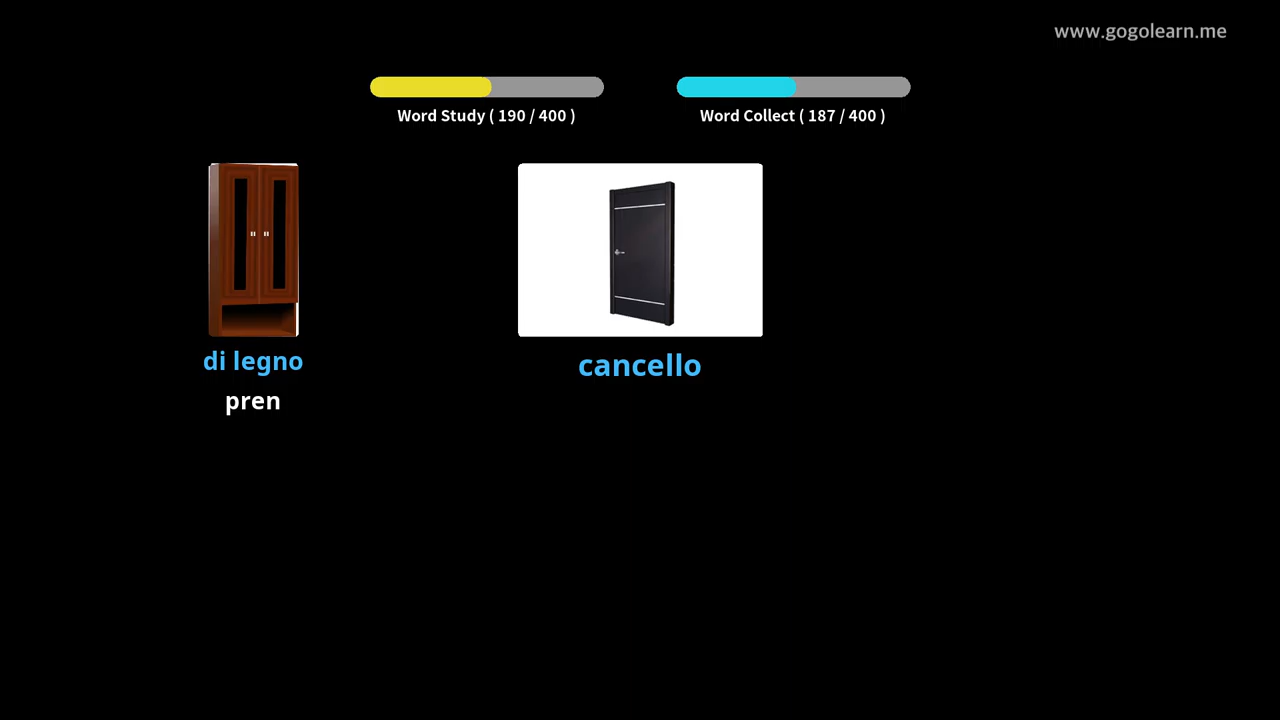 www.gogolearn.me
Word Study ( 190 / 400 )
Word Collect ( 187 / 400 )
di legno
pren
cancello